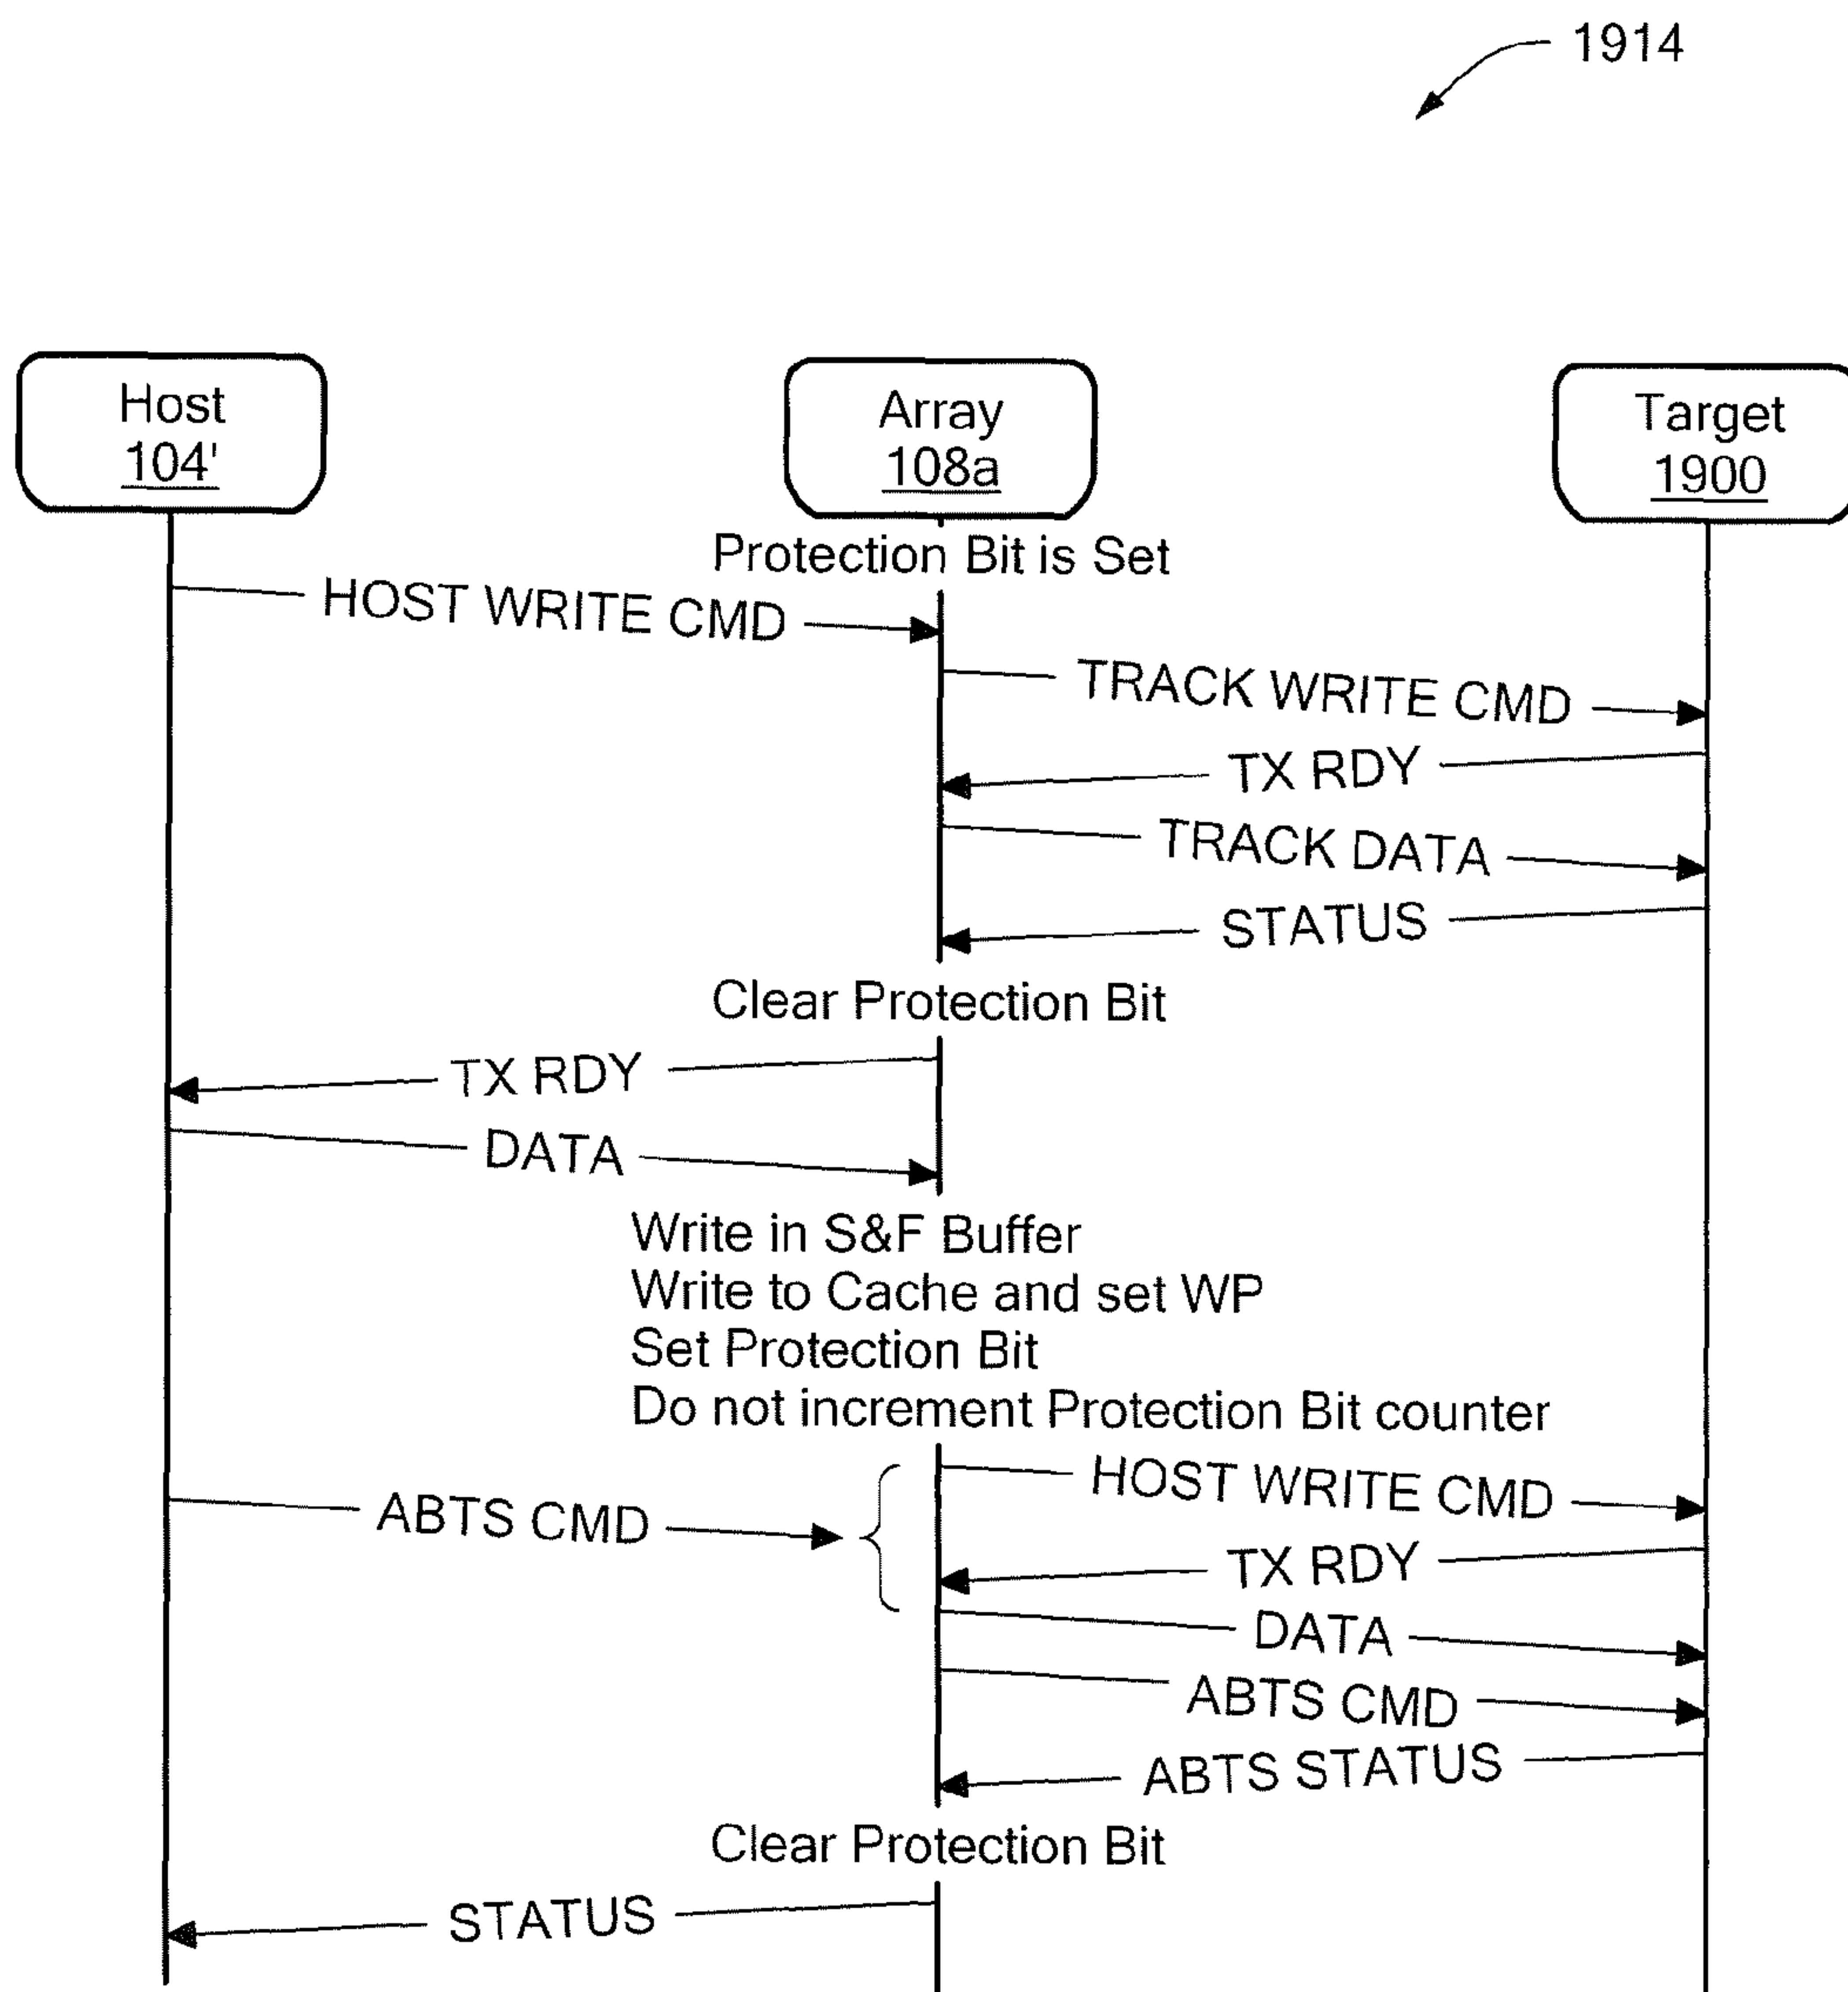 1914
Host
104'
Array
108a
Target
1900
Protection Bit is Set
HOST WRITE CMD
TRACK WRITE CMD
TX RDY
TRACK DATA
STATUS
Clear Protection Bit
TX RDY
DATA
Write in S&F Buffer
Write to Cache and set WP
Set Protection Bit
Do not increment Protection Bit counter
HOST WRITE CMD
ABTS CMD
TX RDY
DATA
ABTS CMD
ABTS STATUS
Clear Protection Bit
STATUS